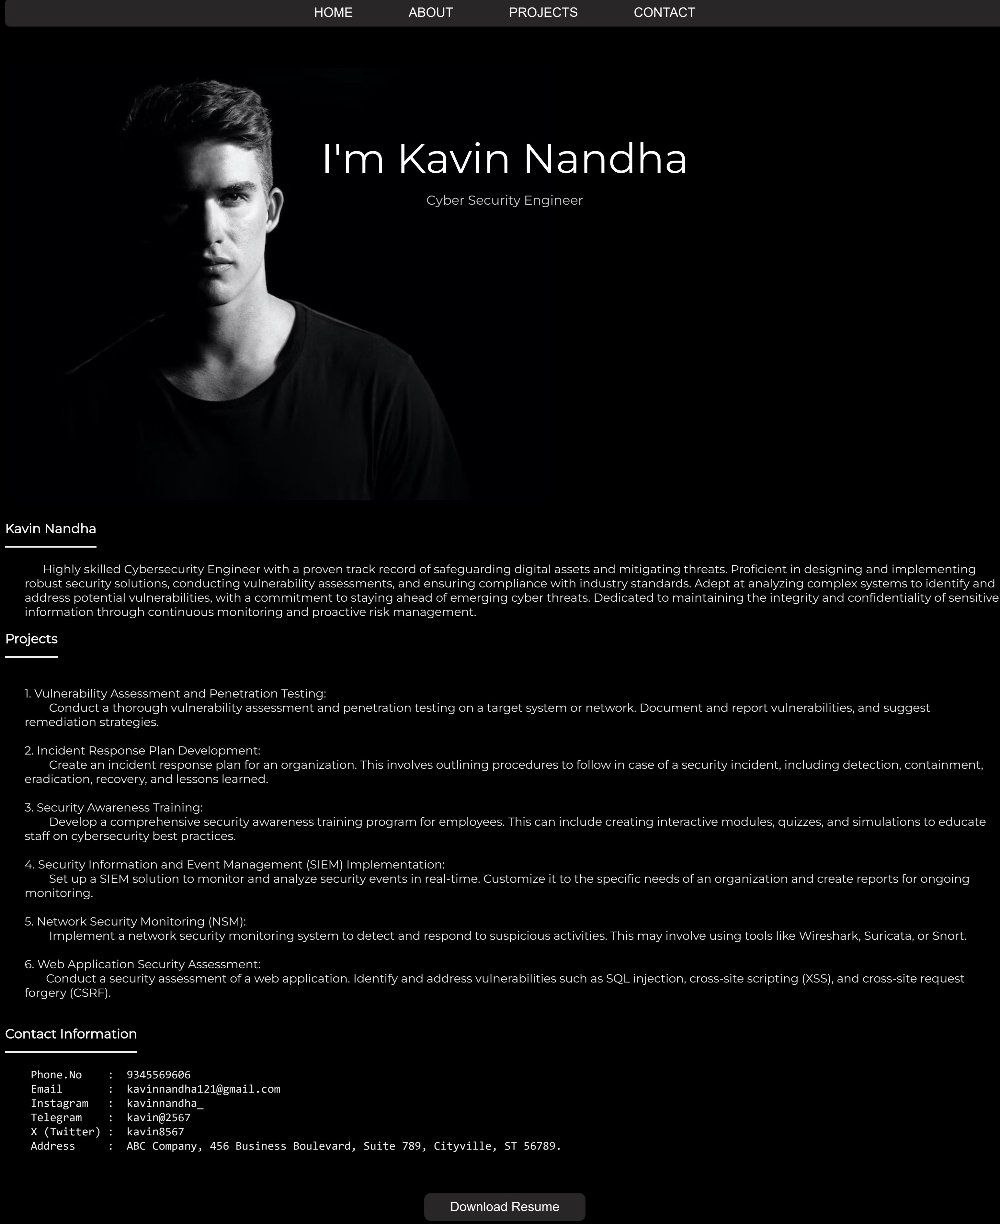 HOME ABOUT PROJECTS CONTACT
I'm Kavin Nandha
Cyber Security Engineer
Kavin Nandha
Highly skilled Cybersecurity Engineer with a proven track record of safeguarding digital assets and mitigating threats. Proficient in designing and implementing
robust security solutions, conducting vulnerability assessments, and ensuring compliance with industry standards. Adept at analyzing complex systems to identify and
address potential vulnerabilities, with a commitment to staying ahead of emerging cyber threats. Dedicated to maintaining the integrity and confidentiality of sensitive
information through continuous monitoring and proactive risk management.
Projects
1. Vulnerability Assessment and Penetration Testing:
Conduct a thorough vulnerability assessment and penetration testing on a target system or network. Document and report vulnerabilities, and suggest
remediation strategies.
2. Incident Response Plan Development:
Create an incident response plan for an organization. This involves outlining procedures to follow in case of a security incident, including detection, containment,
eradication, recovery, and lessons learned.
3. Security Awareness Training:
Develop a comprehensive security awareness training program for employees. This can include creating interactive modules, quizzes, and simulations to educate
staff on cybersecurity best practices.
4. Security Information and Event Management (SIEM) Implementation:
Set up a SIEM solution to monitor and analyze security events in real-time. Customize it to the specific needs of an organization and create reports for ongoing
monitoring.
5. Network Security Monitoring (NSM):
Implement a network security monitoring system to detect and respond to suspicious activities. This may involve using tools like Wireshark, Suricata, or Snort.
6. Web Application Security Assessment:
Conduct a security assessment of a web application. Identify and address vulnerabilities such as SQL injection, cross-site scripting (XSS), and cross-site request
forgery (CSRF).
Contact Information
Phone.No : 9345569606
Email : kavinnandha121@gmail.com
Instagram : kavinnandha_
Telegram : kavin@2567
X (Twitter) : kavin8567
Address : ABC Company, 456 Business Boulevard, Suite 789, Cityville, ST 56789.
Download Resume